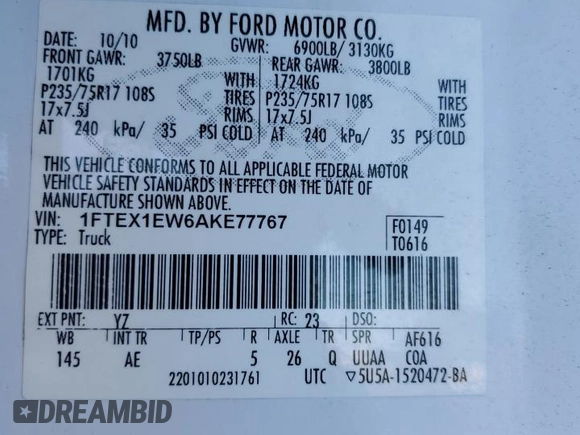 MFD. BY FORD MOTOR CO.
DATE: 10/10 GVWR: 6900LB/ 3130KG
FRONT GAWR: 3750LB REAR GAWR: 3800LB
1701KG WITH 1724KG WITH
P235/75R17 108S TIRES P235/75R17 108S TIRES
17x7.5J RIMS 17x7.5J RIMS
AT 240 kPa/ 35 PSI COLD AT 240 kPa/ 35 PSI COLD
THIS VEHICLE CONFORMS TO ALL APPLICABLE FEDERAL MOTOR
VEHICLE SAFETY STANDARDS IN EFFECT ON THE DATE OF
MANUFACTURE SHOWN ABOVE.
VIN: 1FTEX1EW6AKE77767 F0149
TYPE: Truck T0616
EXT PNT: YZ RC: 23 DSO:
WB INT TR TP/PS R AXLE TR SPR AF616
145 AE 5 26 Q UUAA COA
2201010231761 UTC ▽5U5A-1520472-BA
DREAMBID